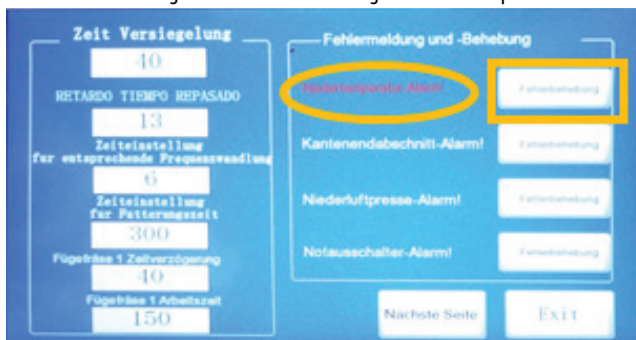 Zeit Versiegelung
40
RETARDO TIEMPO REPASADO
13
Zeiteinstellung
fur entsprechende Frequenzwandlung
6
Zeiteinstellung
fur Futterungszeit
300
Fügefräse 1 Zeitverzögerung
40
Fügefräse 1 Arbeitszeit
150
Fehlermeldung und -Behebung
Niedertemperatur-Alarm!
Fehlerbehebung
Kantenendabschnitt-Alarm!
Fehlerbehebung
Niederluftpresse-Alarm!
Fehlerbehebung
Notausschalter-Alarm!
Fehlerbehebung
Nächste Seite
Exit